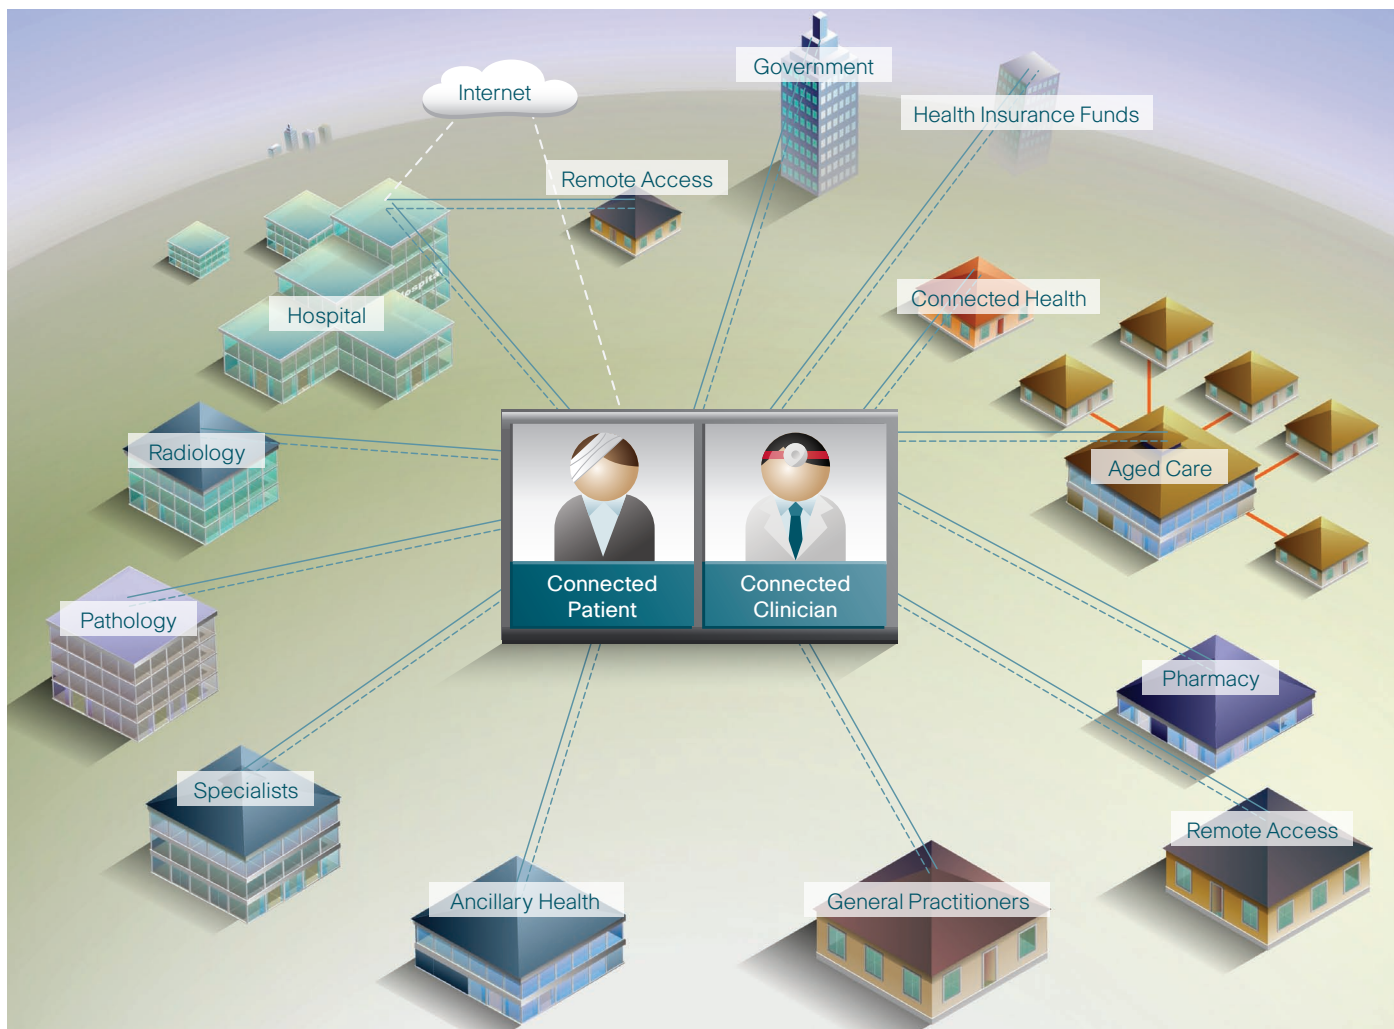 Government
Internet
Health Insurance Funds
Remote Access
Hospital
Connected Health
Hospital
Radiology
Aged Care
Connected
Patient
Connected
Clinician
Pathology
Pharmacy
Specialists
Remote Access
Ancillary Health
General Practitioners